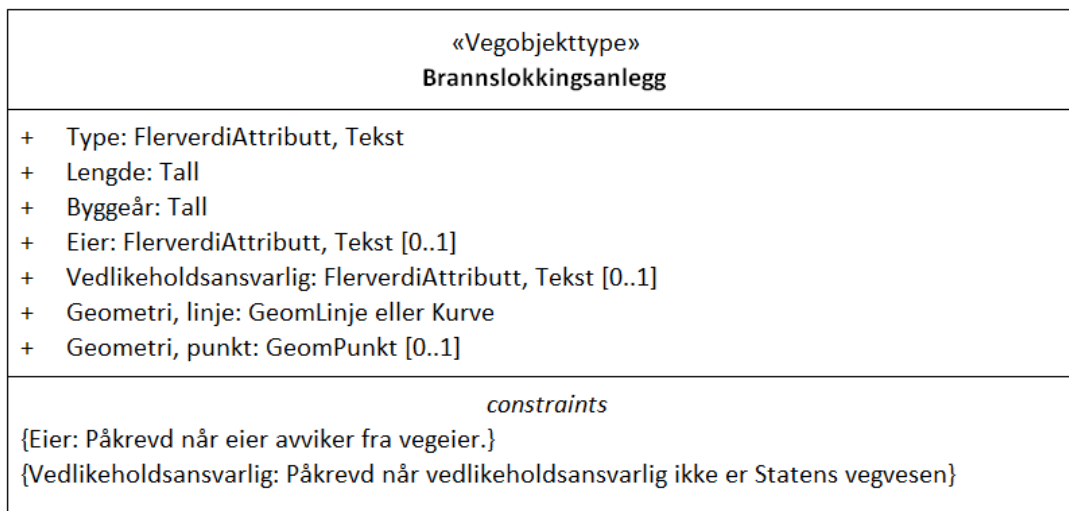 «Vegobjekttype»
Brannslokkingsanlegg
+ Type: FlerverdiAttributt, Tekst
+ Lengde: Tall
+ Byggeår: Tall
+ Eier: FlerverdiAttributt, Tekst [0..1]
+ Vedlikeholdsansvarlig: FlerverdiAttributt, Tekst [0..1]
+ Geometri, linje: GeomLinje eller Kurve
+ Geometri, punkt: GeomPunkt [0..1]
constraints
{Eier: Påkrevd når eier avviker fra vegeier.}
{Vedlikeholdsansvarlig: Påkrevd når vedlikeholdsansvarlig ikke er Statens vegvesen}